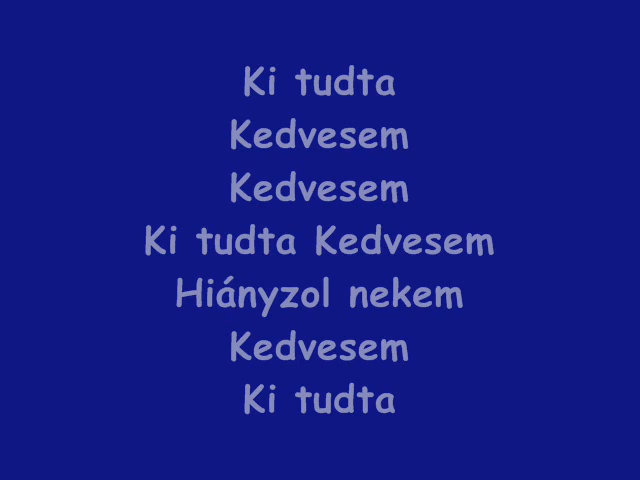 Ki tudta
Kedvesem
Kedvesem
Ki tudta Kedvesem
Hiányzol nekem
Kedvesem
Ki tudta